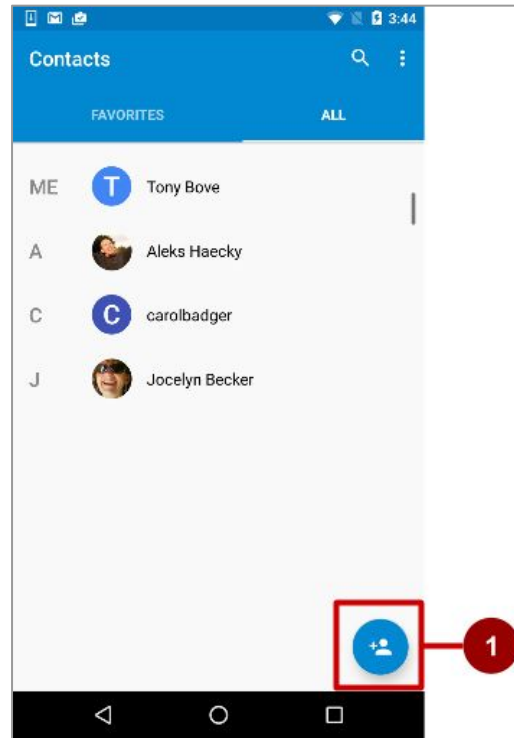 3:44
Contacts
FAVORITES ALL
ME T Tony Bove
A Aleks Haecky
C C carolbadger
J Jocelyn Becker
1